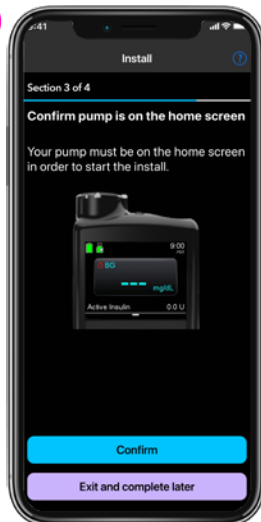 :41
Install
?
Section 3 of 4
Confirm pump is on the home screen
Your pump must be on the home screen
in order to start the install.
9:00
BG
---
mg/dL
Active Insulin 0.0 U
Confirm
Exit and complete later